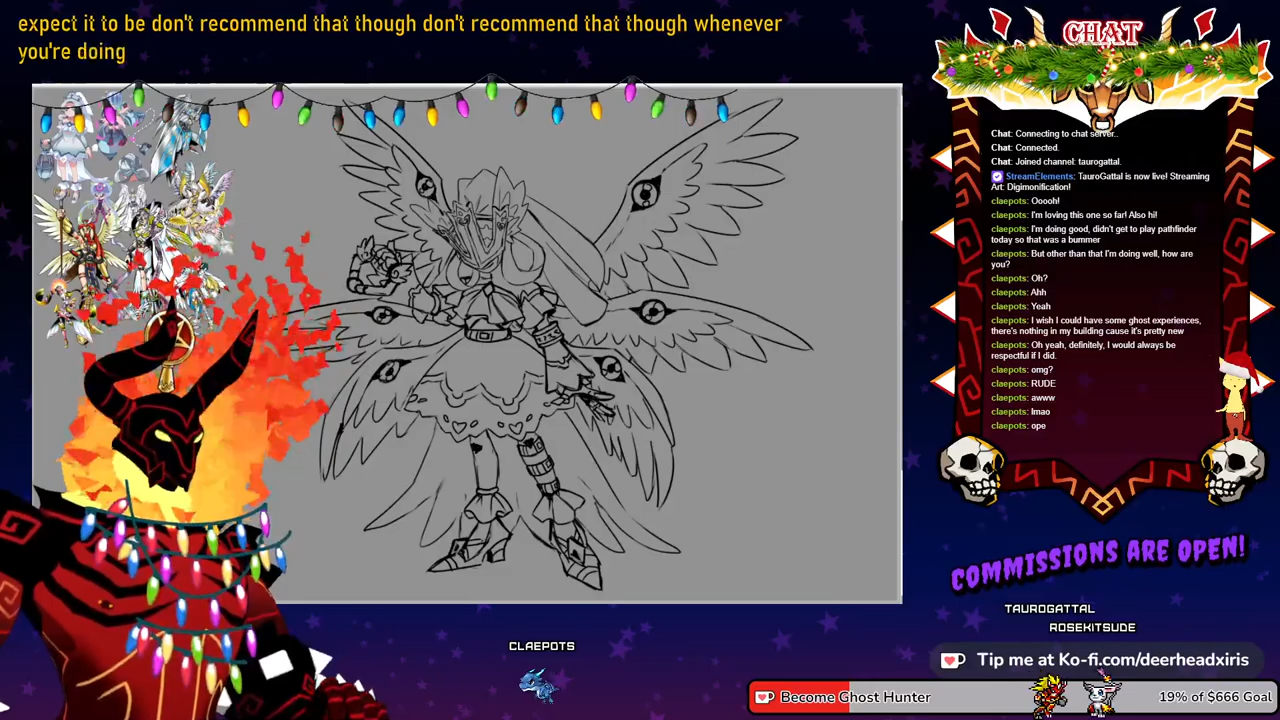 expect it to be don't recommend that though don't recommend that though whenever
you're doing
CHAT
Chat: Connecting to chat server..
Chat: Connected.
Chat: Joined channel: taurogattal.
StreamElements: TauroGattal is now live! Streaming
Art: Digimonification!
claepots: Ooooh!
claepots: I'm loving this one so far! Also hi!
claepots: I'm doing good, didn't get to play pathfinder
today so that was a bummer
claepots: But other than that I'm doing well, how are
you?
claepots: Oh?
claepots: Ahh
claepots: Yeah
claepots: I wish I could have some ghost experiences,
there's nothing in my building cause it's pretty new
claepots: Oh yeah, definitely, I would always be
respectful if I did.
claepots: omg?
claepots: RUDE
claepots: awww
claepots: lmao
claepots: ope
COMMISSIONS ARE OPEN!
TAUROGATTAL
ROSEKITSUDE
CLAEPOTS
Tip me at Ko-fi.com/deerheadxiris
Become Ghost Hunter
19% of $666 Goal